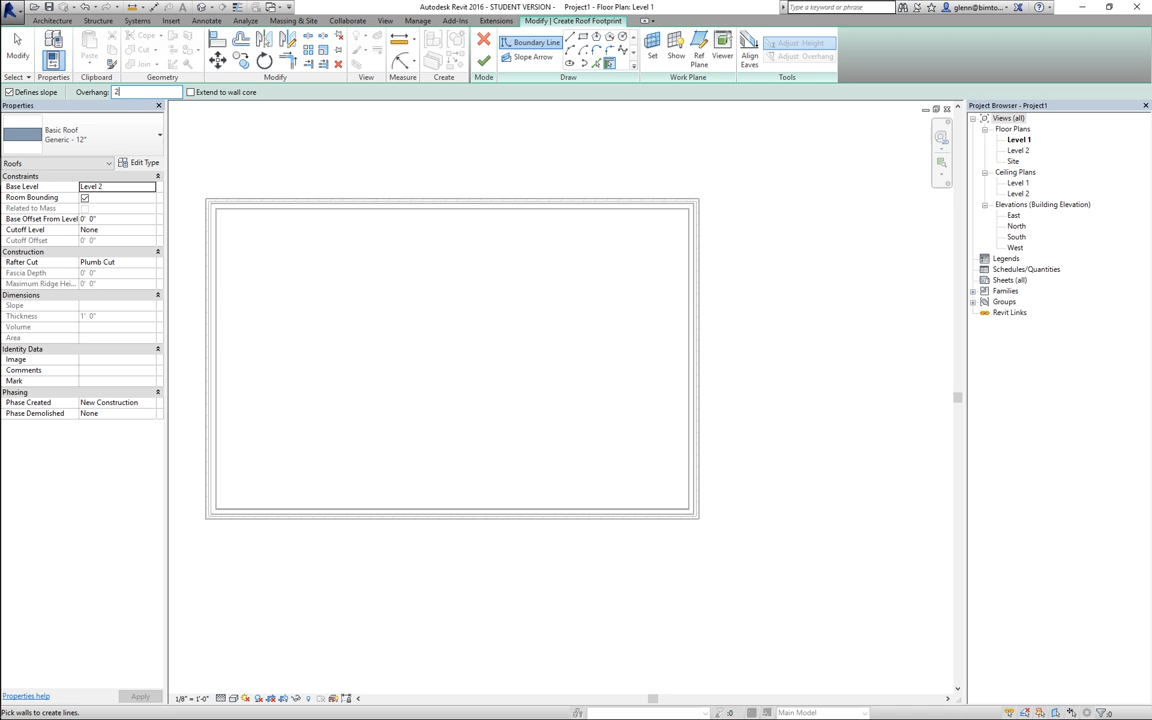 Autodesk Revit 2016 - STUDENT VERSION - Project1 - Floor Plan: Level 1
Type a keyword or phrase
glenn@bimto...
Architecture Structure Systems Insert Annotate Analyze Massing & Site Collaborate View Manage Add-Ins Extensions Modify | Create Roof Footprint
Modify
Properties
Paste
Cope
Cut
Join
Boundary Line
Slope Arrow
Set
Show
Ref Plane
Viewer
Align Eaves
Adjust Height
Adjust Overhang
Select Properties Clipboard Geometry Modify View Measure Create Mode Draw Work Plane Tools
Defines slope Overhang: 2 Extend to wall core
Properties
Basic Roof
Generic - 12"
Roofs Edit Type
Constraints
Base Level Level 2
Room Bounding
Related to Mass
Base Offset From Level 0' 0"
Cutoff Level None
Cutoff Offset 0' 0"
Construction
Rafter Cut Plumb Cut
Fascia Depth 0' 0"
Maximum Ridge Hei... 0' 0"
Dimensions
Slope
Thickness 1' 0"
Volume
Area
Identity Data
Image
Comments
Mark
Phasing
Phase Created New Construction
Phase Demolished None
Properties help Apply
Project Browser - Project1
Views (all)
Floor Plans
Level 1
Level 2
Site
Ceiling Plans
Level 1
Level 2
Elevations (Building Elevation)
East
North
South
West
Legends
Schedules/Quantities
Sheets (all)
Families
Groups
Revit Links
1/8" = 1'-0"
Pick walls to create lines.
:0
Main Model
:0